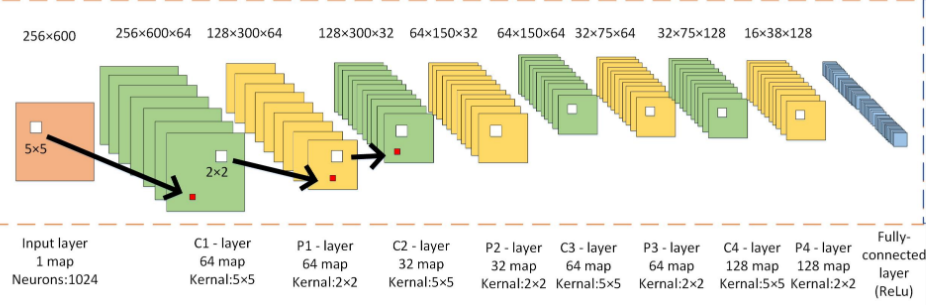 256×600
256×600×64
128×300×64
128×300×32
64×150×32
64×150×64
32×75×64
32×75×128
16×38×128
5×5
2×2
Input layer
1 map
Neurons:1024
C1 - layer
64 map
Kernal:5×5
P1 - layer
64 map
Kernal:2×2
C2 - layer
32 map
Kernal:5×5
P2 - layer
32 map
Kernal:2×2
C3 - layer
64 map
Kernal:5×5
P3 - layer
64 map
Kernal:2×2
C4 - layer
128 map
Kernal:5×5
P4 - layer
128 map
Kernal:2×2
Fully-
connected
layer
(ReLu)